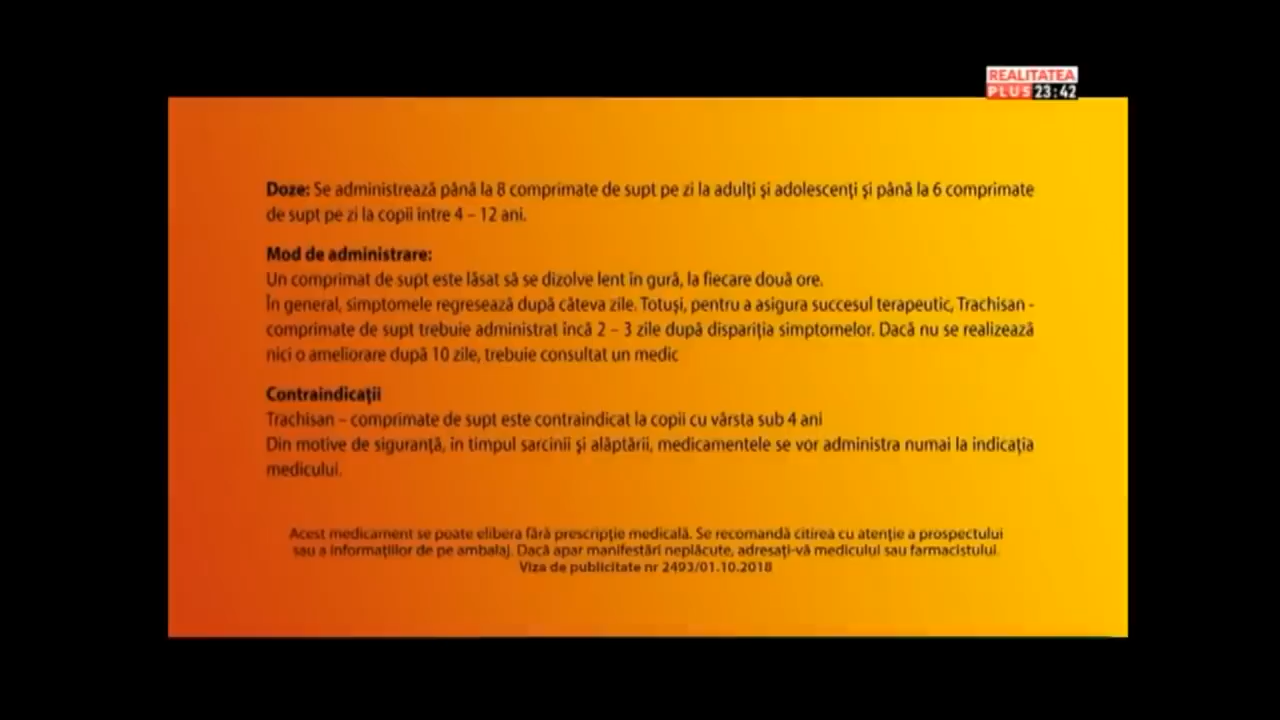 REALITATEA
PLUS 23:42
Doze: Se administrează până la 8 comprimate de supt pe zi la adulți și adolescenți și până la 6 comprimate
de supt pe zi la copii între 4 – 12 ani.
Mod de administrare:
Un comprimat de supt este lăsat să se dizolve lent în gură, la fiecare două ore.
În general, simptomele regresează după câteva zile. Totuși, pentru a asigura succesul terapeutic, Trachisan -
comprimate de supt trebuie administrat încă 2 – 3 zile după dispariția simptomelor. Dacă nu se realizează
nici o ameliorare după 10 zile, trebuie consultat un medic
Contraindicații
Trachisan – comprimate de supt este contraindicat la copii cu vârsta sub 4 ani
Din motive de siguranță, în timpul sarcinii și alăptării, medicamentele se vor administra numai la indicația
medicului.
Acest medicament se poate elibera fără prescripție medicală. Se recomandă citirea cu atenție a prospectului
sau a informațiilor de pe ambalaj. Dacă apar manifestări neplăcute, adresați-vă medicului sau farmacistului.
Viza de publicitate nr 2493/01.10.2018